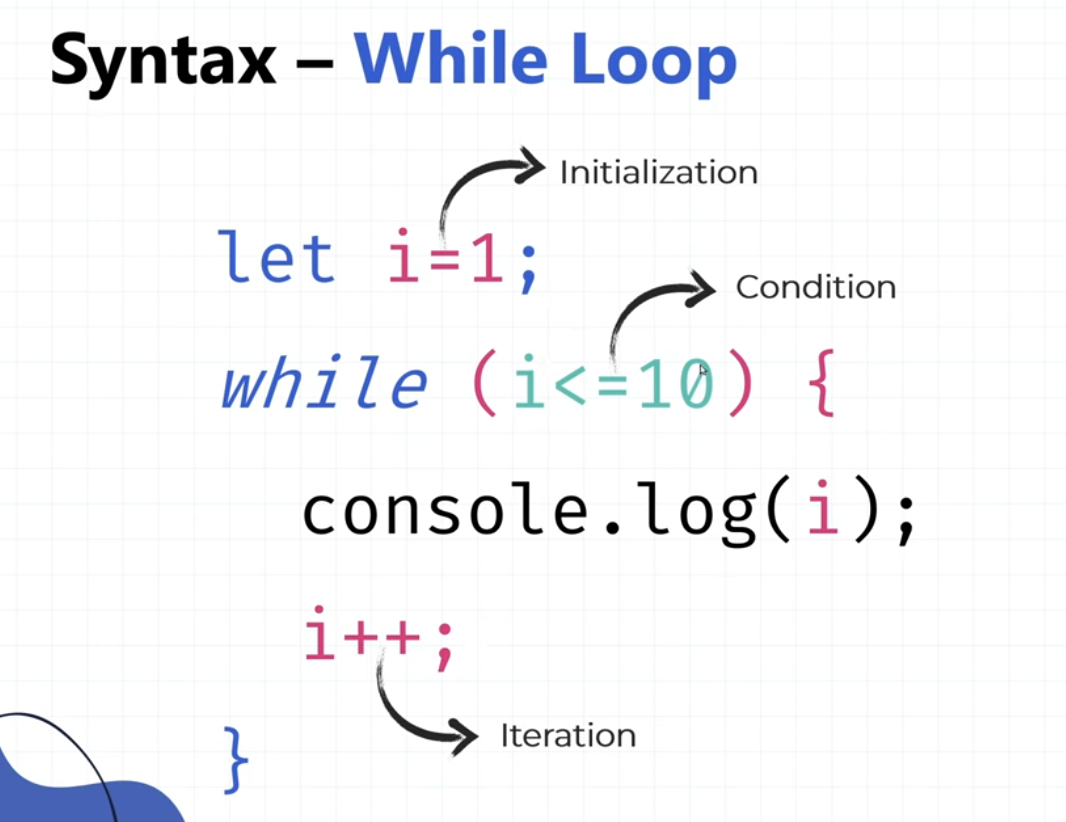 Syntax – While Loop
Initialization
let i=1;
Condition
while (i<=10) {
console.log(i);
i++;
Iteration
}